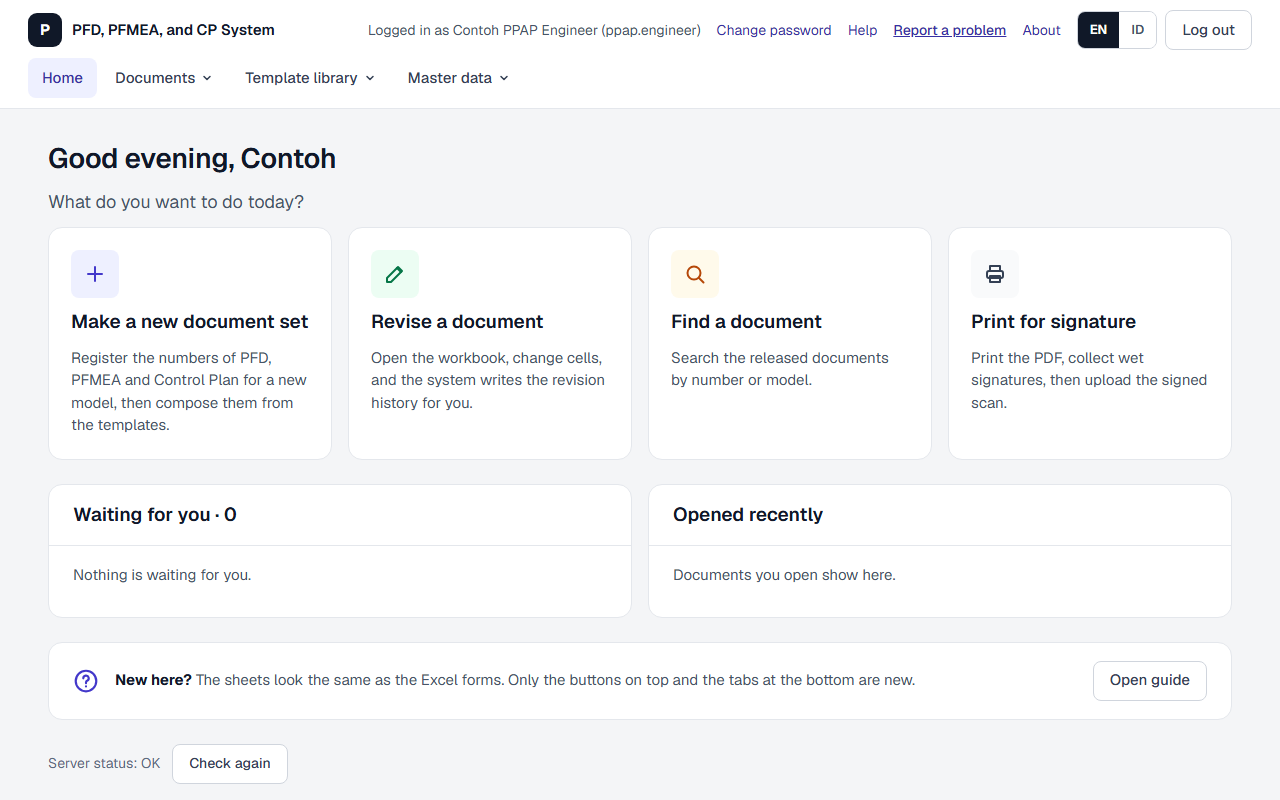 P
PFD, PFMEA, and CP System
Logged in as Contoh PPAP Engineer (ppap.engineer)
Change password
Help
Report a problem
About
EN
ID
Log out
Home
Documents
Template library
Master data
Good evening, Contoh
What do you want to do today?
Make a new document set
Register the numbers of PFD,
PFMEA and Control Plan for a new
model, then compose them from
the templates.
Revise a document
Open the workbook, change cells,
and the system writes the revision
history for you.
Find a document
Search the released documents
by number or model.
Print for signature
Print the PDF, collect wet
signatures, then upload the signed
scan.
Waiting for you · 0
Nothing is waiting for you.
Opened recently
Documents you open show here.
New here? The sheets look the same as the Excel forms. Only the buttons on top and the tabs at the bottom are new.
Open guide
Server status: OK
Check again